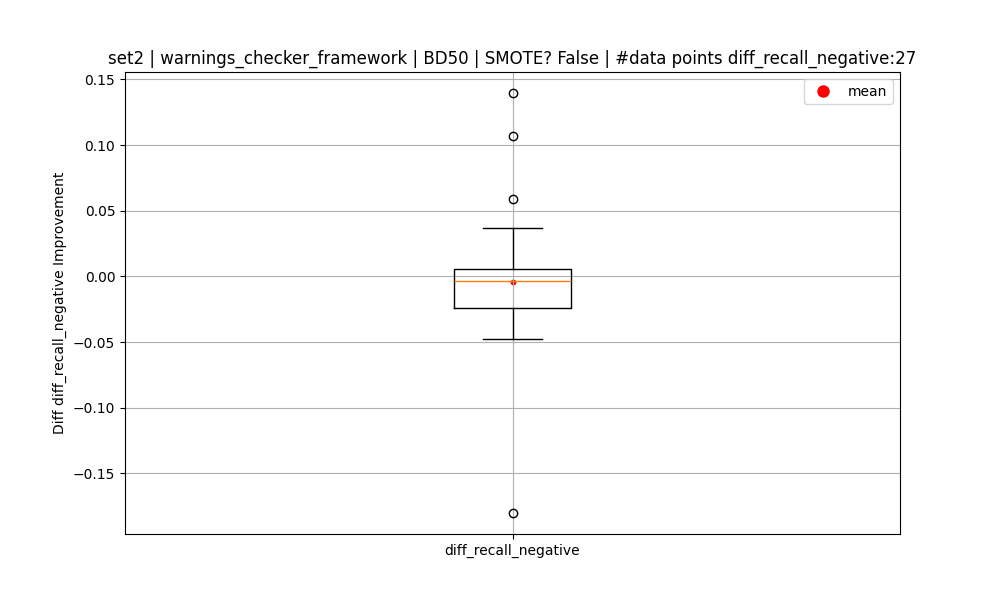 set2 | warnings_checker_framework | BD50 | SMOTE? False | #data points diff_recall_negative:27
mean
Diff diff_recall_negative Improvement
0.15
0.10
0.05
0.00
−0.05
−0.10
−0.15
diff_recall_negative